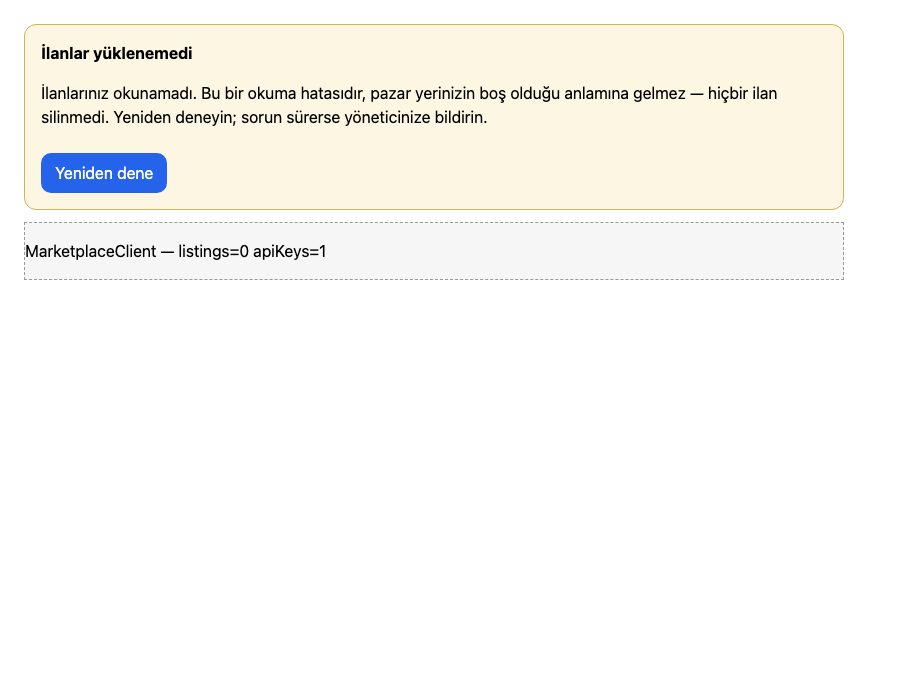 İlanlar yüklenemedi
İlanlarınız okunamadı. Bu bir okuma hatasıdır, pazar yerinizin boş olduğu anlamına gelmez — hiçbir ilan
silinmedi. Yeniden deneyin; sorun sürerse yöneticinize bildirin.
Yeniden dene
MarketplaceClient — listings=0 apiKeys=1